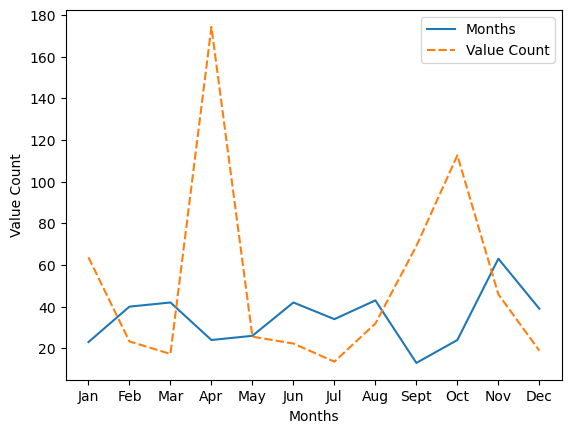 180
160
140
120
100
80
60
40
20
Value Count
Months
Value Count
Jan Feb Mar Apr May Jun Jul Aug Sept Oct Nov Dec
Months